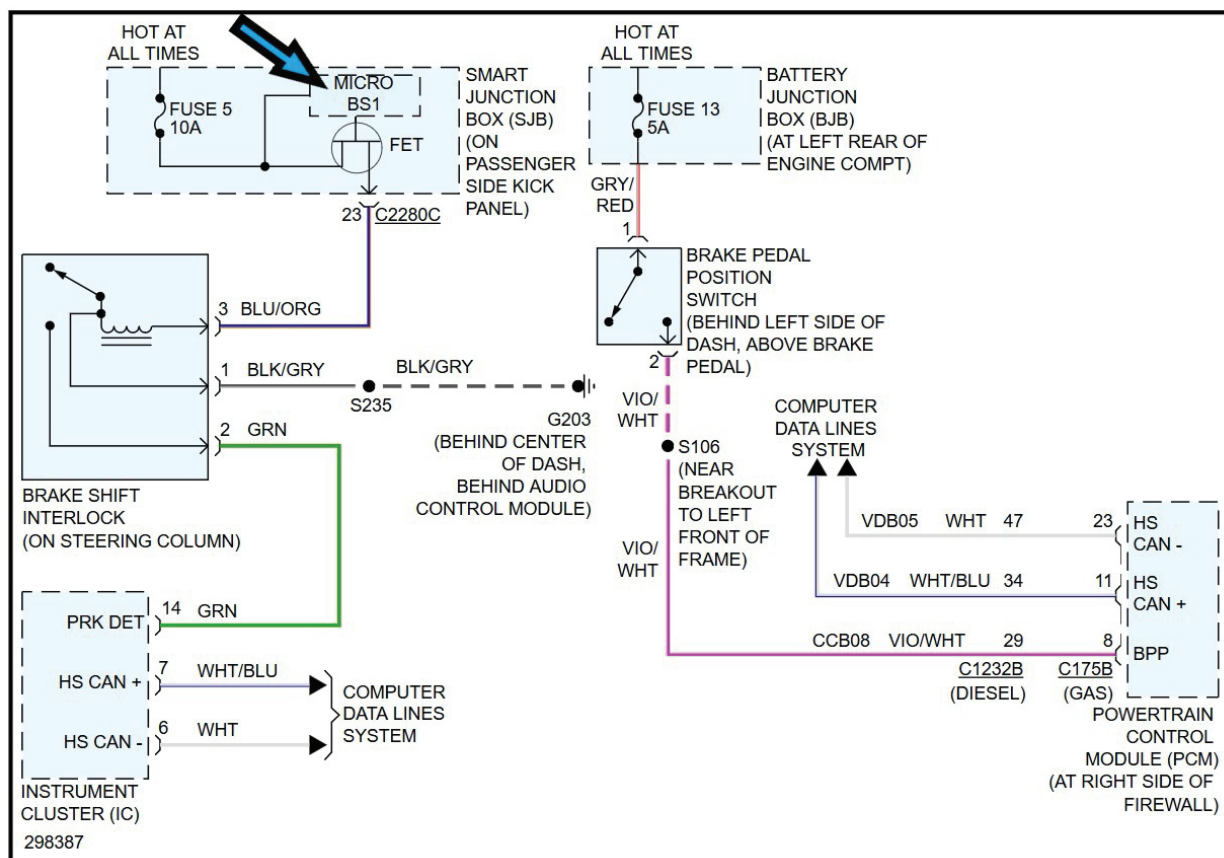 HOT AT
ALL TIMES
FUSE 5
10A
MICRO
BS1
FET
SMART
JUNCTION
BOX (SJB)
(ON
PASSENGER
SIDE KICK
PANEL)
23 C2280C
HOT AT
ALL TIMES
FUSE 13
5A
BATTERY
JUNCTION
BOX (BJB)
(AT LEFT REAR OF
ENGINE COMPT)
GRY/
RED
1
BRAKE PEDAL
POSITION
SWITCH
(BEHIND LEFT SIDE OF
DASH, ABOVE BRAKE
PEDAL)
2
VIO/
WHT
S106
(NEAR
BREAKOUT
TO LEFT
FRONT OF
FRAME)
VIO/
WHT
3 BLU/ORG
1 BLK/GRY
S235
BLK/GRY
G203
(BEHIND CENTER
OF DASH,
BEHIND AUDIO
CONTROL MODULE)
2 GRN
BRAKE SHIFT
INTERLOCK
(ON STEERING COLUMN)
PRK DET 14 GRN
HS CAN + 7 WHT/BLU
HS CAN - 6 WHT
COMPUTER
DATA LINES
SYSTEM
INSTRUMENT
CLUSTER (IC)
COMPUTER
DATA LINES
SYSTEM
VDB05 WHT 47 23 HS
CAN -
VDB04 WHT/BLU 34 11 HS
CAN +
CCB08 VIO/WHT 29 8 BPP
C1232B C175B
(DIESEL) (GAS)
POWERTRAIN
CONTROL
MODULE (PCM)
(AT RIGHT SIDE OF
FIREWALL)
298387